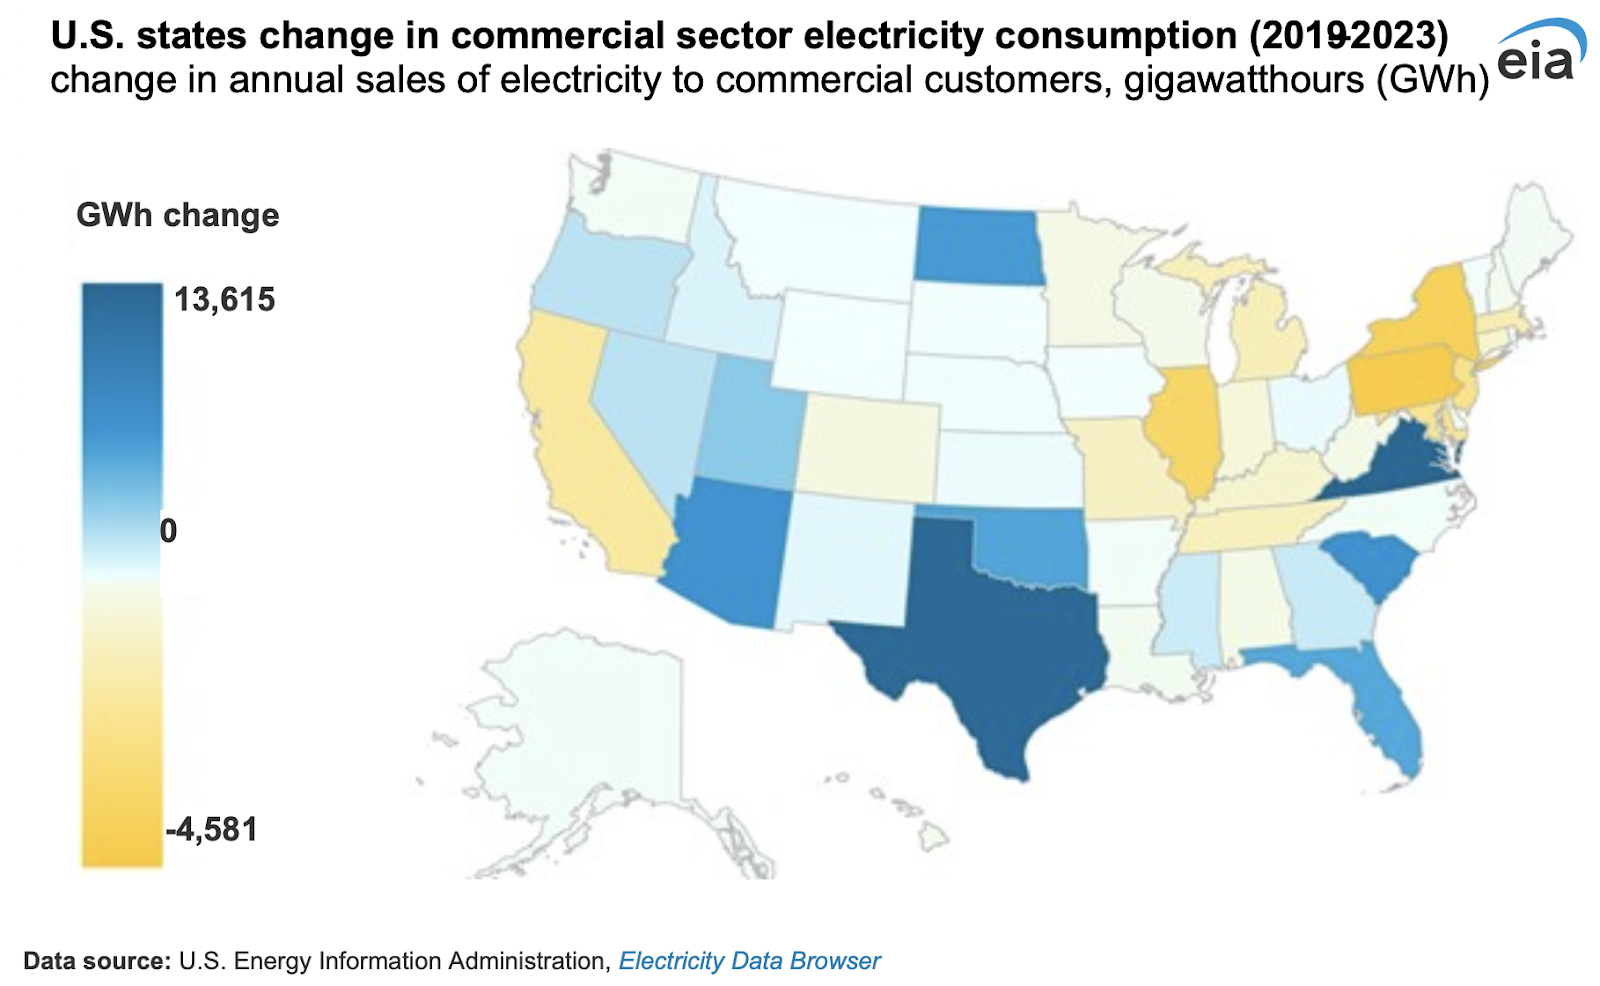 U.S. states change in commercial sector electricity consumption (2019-2023)
change in annual sales of electricity to commercial customers, gigawatthours (GWh)
eia
GWh change
13,615
0
-4,581
Data source: U.S. Energy Information Administration, Electricity Data Browser